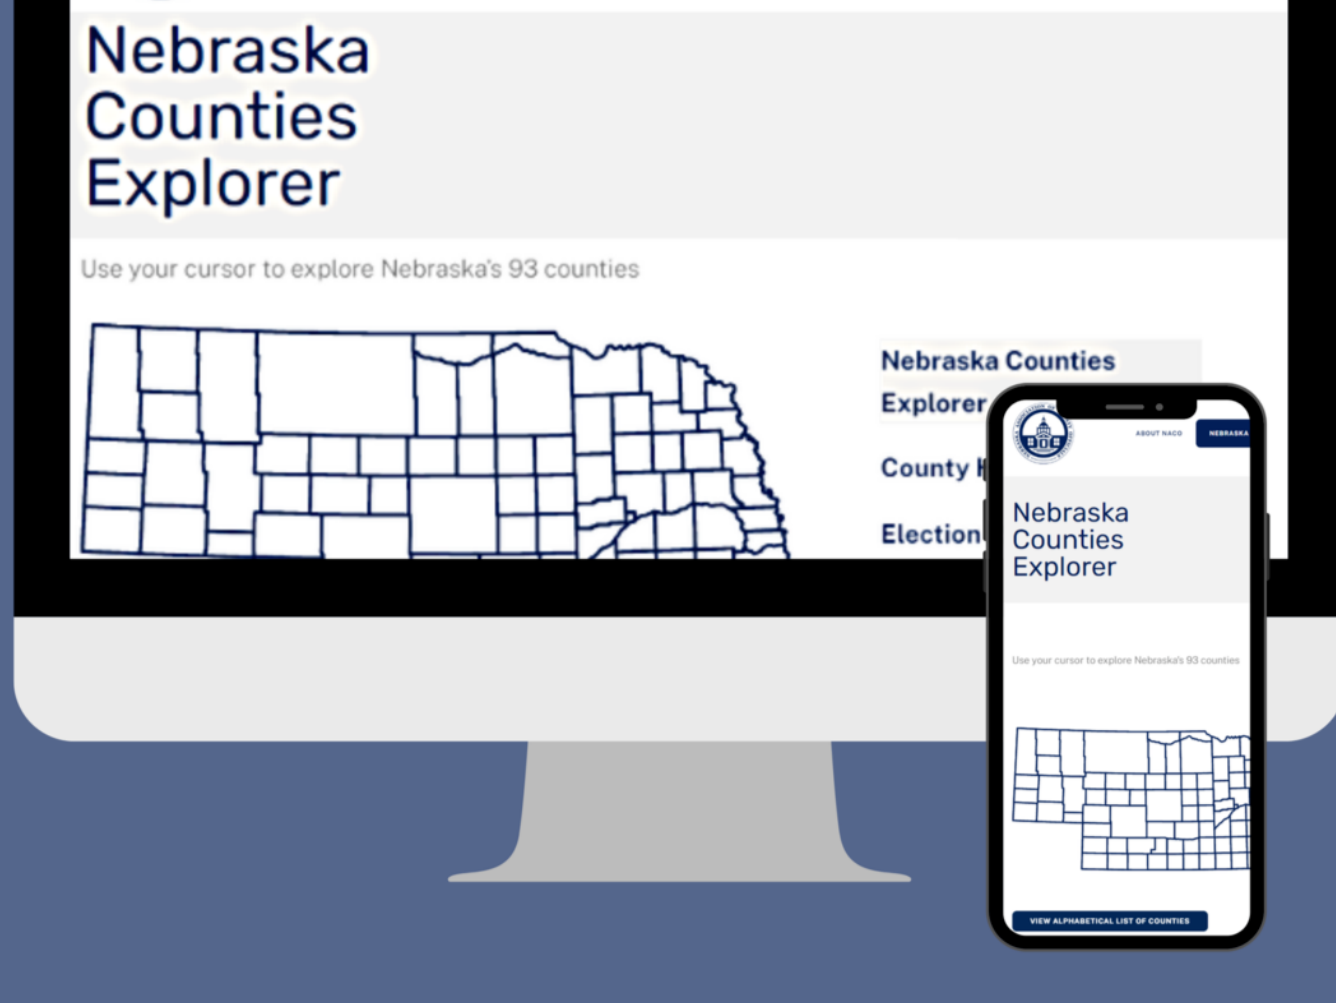 Nebraska
Counties
Explorer
Use your cursor to explore Nebraska's 93 counties
Nebraska Counties
Explorer
County
Election
ABOUT NACO
NEBRASKA
Nebraska
Counties
Explorer
Use your cursor to explore Nebraska's 93 counties
VIEW ALPHABETICAL LIST OF COUNTIES